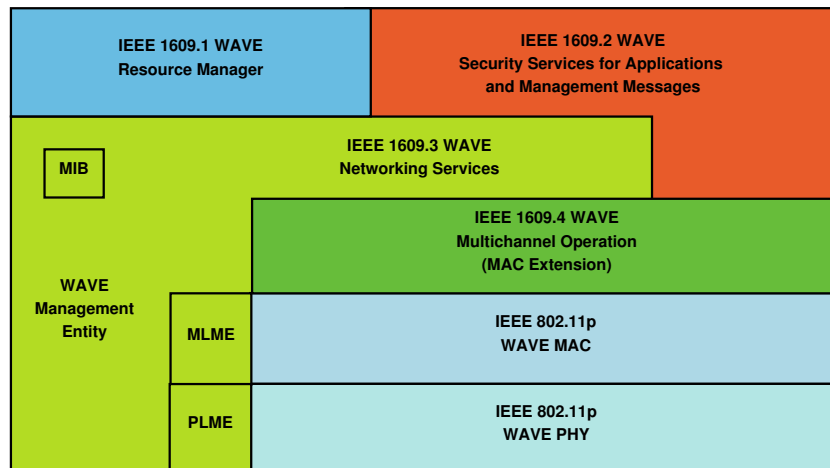 IEEE 1609.1 WAVE
Resource Manager
IEEE 1609.2 WAVE
Security Services for Applications
and Management Messages
IEEE 1609.3 WAVE
Networking Services
MIB
IEEE 1609.4 WAVE
Multichannel Operation
(MAC Extension)
WAVE
Management
Entity
MLME
IEEE 802.11p
WAVE MAC
PLME
IEEE 802.11p
WAVE PHY